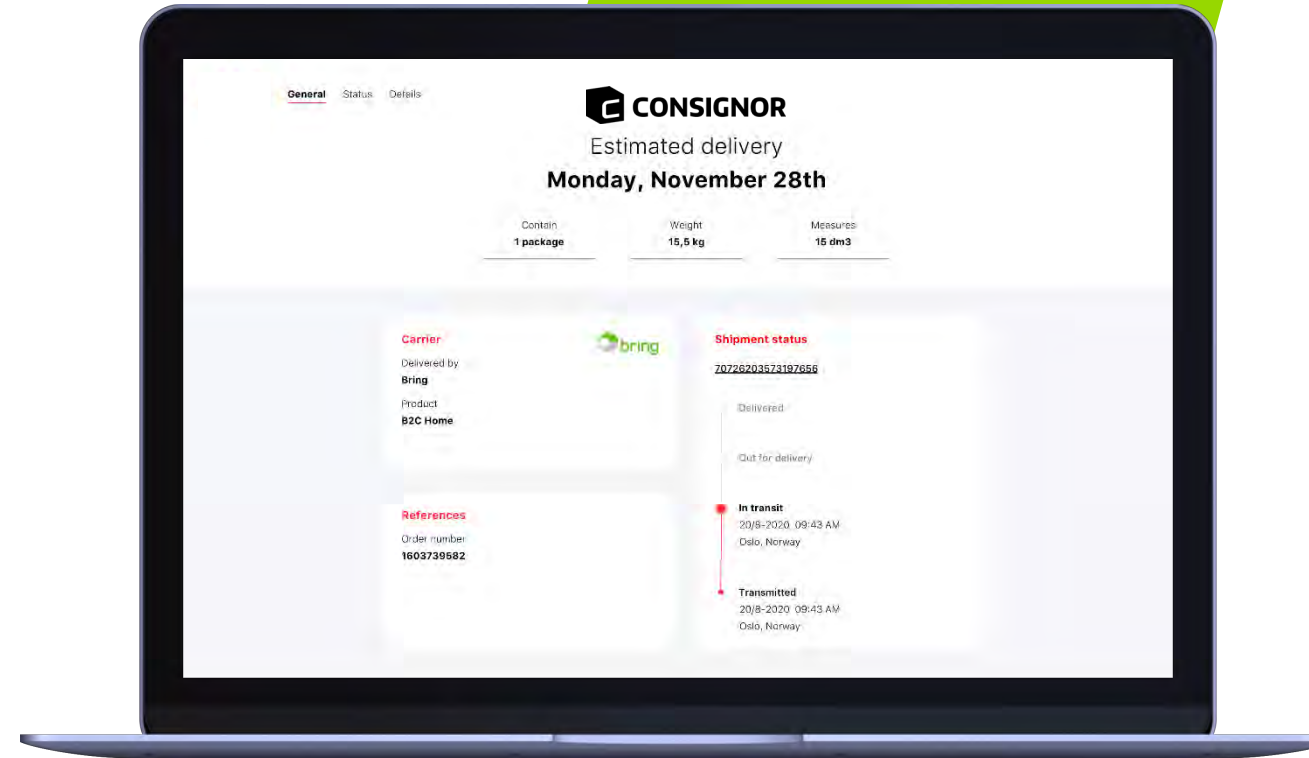 General Status Details
CONSIGNOR
Estimated delivery
Monday, November 28th
Contain Weight Measures
1 package 15,5 kg 15 dm3
Carrier
bring
Delivered by
Bring
Product
B2C Home
References
Order number
1603739582
Shipment status
70726203573197656
Delivered
Out for delivery
In transit
20/8-2020 09:43 AM
Oslo, Norway
Transmitted
20/8-2020 09:43 AM
Oslo, Norway